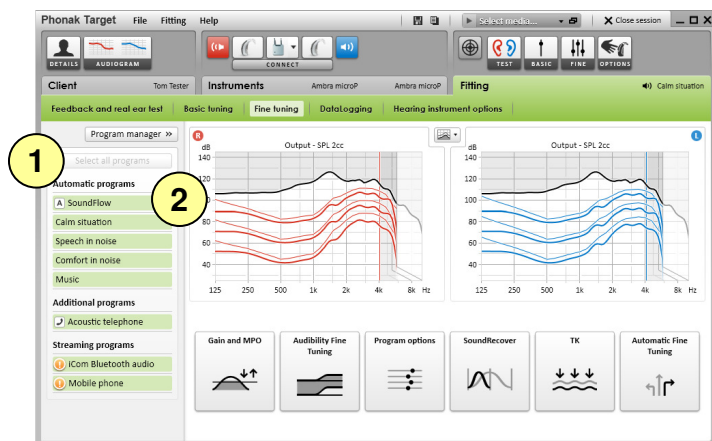 Phonak Target File Fitting Help
Select media...
Close session
DETAILS AUDIOGRAM
CONNECT
TEST BASIC FINE OPTIONS
Client Tom Tester
Instruments Ambra microP Ambra microP
Fitting Calm situation
Feedback and real ear test Basic tuning Fine tuning DataLogging Hearing instrument options
Program manager »
1
Select all programs
Automatic programs
2
A SoundFlow
Calm situation
Speech in noise
Comfort in noise
Music
Additional programs
Acoustic telephone
Streaming programs
iCom Bluetooth audio
Mobile phone
R
dB Output - SPL 2cc
140
120
100
80
60
40
125 250 500 1k 2k 4k 8k Hz
L
dB Output - SPL 2cc
140
120
100
80
60
40
125 250 500 1k 2k 4k 8k Hz
Gain and MPO
Audibility Fine
Tuning
Program options
SoundRecover
TK
Automatic Fine
Tuning